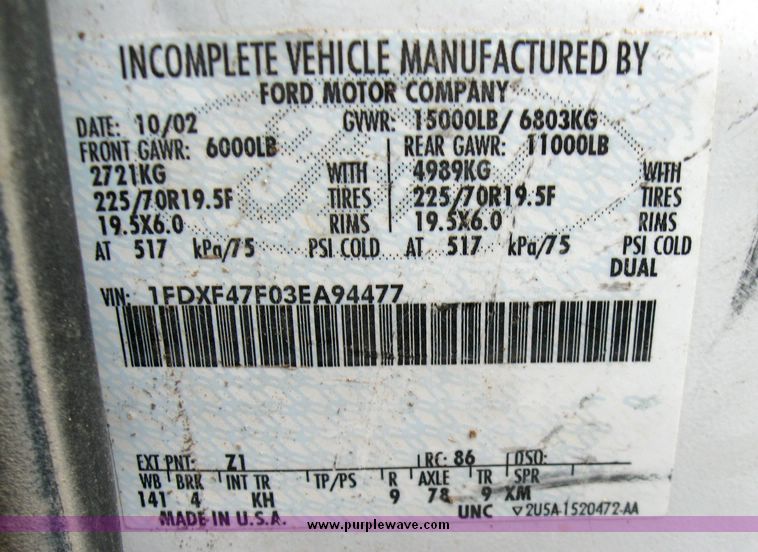 INCOMPLETE VEHICLE MANUFACTURED BY
FORD MOTOR COMPANY
DATE: 10/02 GVWR: 15000LB/ 6803KG
FRONT GAWR: 6000LB REAR GAWR: 11000LB
2721KG WITH 4989KG WITH
225/70R19.5F TIRES 225/70R19.5F TIRES
19.5X6.0 RIMS 19.5X6.0 RIMS
AT 517 kPa/75 PSI COLD AT 517 kPa/75 PSI COLD
DUAL
VIN: 1FDXF47F03EA94477
EXT PNT: Z1 RC: 86 DSO:
WB BRK INT TR TP/PS R AXLE TR SPR
141 4 KH 9 78 9 XM
MADE IN U.S.A. UNC ▽2U5A-1520472-AA
www.purplewave.com